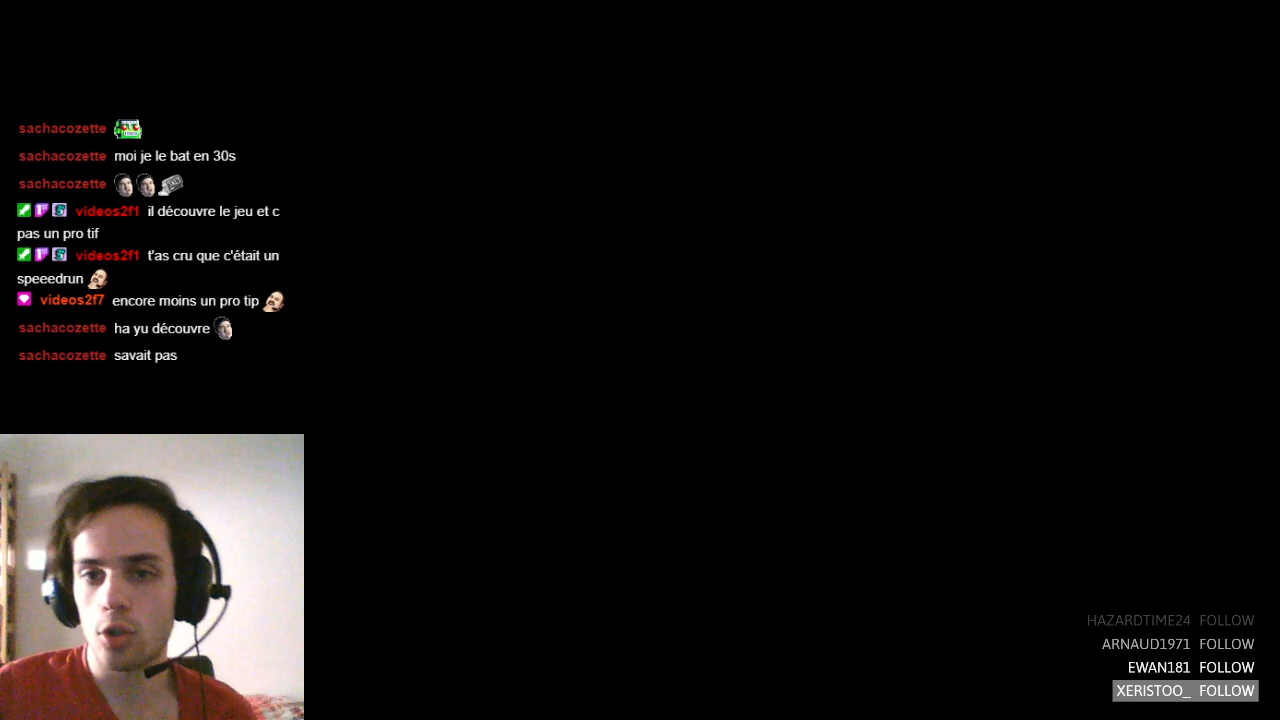 sachacozette
sachacozette moi je le bat en 30s
sachacozette
videos2f1 il découvre le jeu et c
pas un pro tif
videos2f1 t'as cru que c'était un
speeedrun
videos2f7 encore moins un pro tip
sachacozette ha yu découvre
sachacozette savait pas
HAZARDTIME24 FOLLOW
ARNAUD1971 FOLLOW
EWAN181 FOLLOW
XERISTOO_ FOLLOW